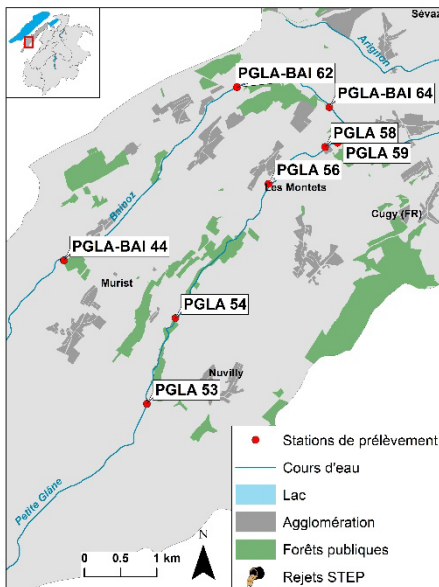 Sévaz
Arignon
PGLA-BAI 62
PGLA-BAI 64
PGLA 58
PGLA 59
PGLA 56
Les Montets
Bainoz
Cugy (FR)
PGLA-BAI 44
Murist
PGLA 54
Nuvilly
PGLA 53
Petite Glâne
Stations de prélèvement
Cours d'eau
Lac
Agglomération
Forêts publiques
Rejets STEP
N
0 0.5 1 km